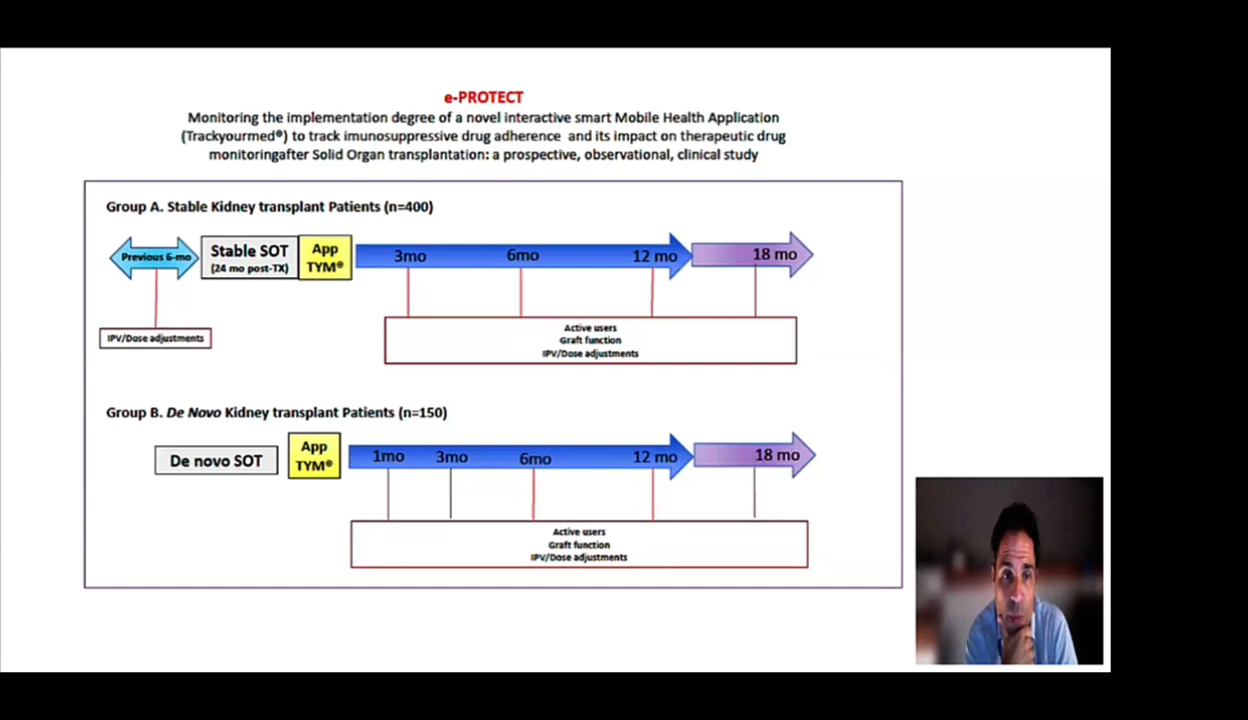 e-PROTECT
Monitoring the implementation degree of a novel interactive smart Mobile Health Application
(Trackyourmed®) to track imunosuppressive drug adherence and its impact on therapeutic drug
monitoringafter Solid Organ transplantation: a prospective, observational, clinical study
Group A. Stable Kidney transplant Patients (n=400)
Previous 6-mo
Stable SOT
(24 mo post-TX)
App
TYM®
3mo
6mo
12 mo
18 mo
IPV/Dose adjustments
Active users
Graft function
IPV/Dose adjustments
Group B. De Novo Kidney transplant Patients (n=150)
De novo SOT
App
TYM®
1mo
3mo
6mo
12 mo
18 mo
Active users
Graft function
IPV/Dose adjustments